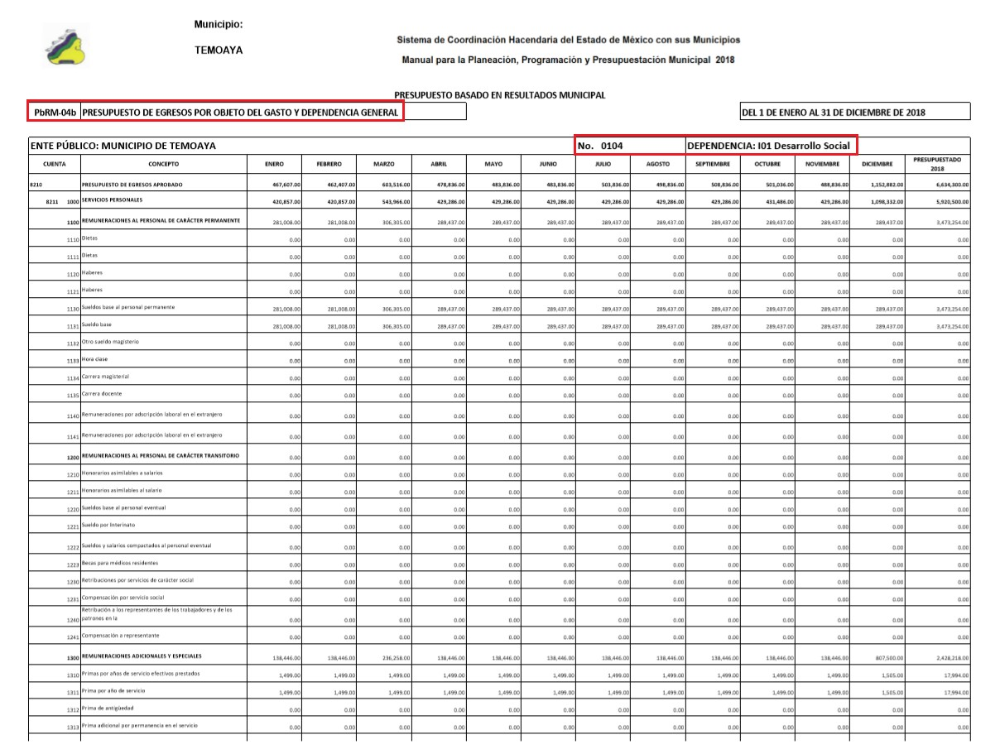 Municipio:
TEMOAYA
Sistema de Coordinación Hacendaria del Estado de México con sus Municipios
Manual para la Planeación, Programación y Presupuestación Municipal 2018
PRESUPUESTO BASADO EN RESULTADOS MUNICIPAL
PbRM-04b PRESUPUESTO DE EGRESOS POR OBJETO DEL GASTO Y DEPENDENCIA GENERAL DEL 1 DE ENERO AL 31 DE DICIEMBRE DE 2018
ENTE PÚBLICO: MUNICIPIO DE TEMOAYA No. 0104 DEPENDENCIA: I01 Desarrollo Social
CUENTA CONCEPTO ENERO FEBRERO MARZO ABRIL MAYO JUNIO JULIO AGOSTO SEPTIEMBRE OCTUBRE NOVIEMBRE DICIEMBRE PRESUPUESTADO
2018
8210 PRESUPUESTO DE EGRESOS APROBADO 467,607.00 462,407.00 603,516.00 478,836.00 483,836.00 483,836.00 503,836.00 498,836.00 508,836.00 501,036.00 488,836.00 1,152,882.00 6,634,300.00
8211 1000 SERVICIOS PERSONALES 420,857.00 420,857.00 543,966.00 429,286.00 429,286.00 429,286.00 429,286.00 429,286.00 429,286.00 431,486.00 429,286.00 1,098,332.00 5,920,500.00
1100 REMUNERACIONES AL PERSONAL DE CARÁCTER PERMANENTE 281,008.00 281,008.00 306,305.00 289,437.00 289,437.00 289,437.00 289,437.00 289,437.00 289,437.00 289,437.00 289,437.00 289,437.00 3,473,254.00
1110 Dietas 0.00 0.00 0.00 0.00 0.00 0.00 0.00 0.00 0.00 0.00 0.00 0.00 0.00
1111 Dietas 0.00 0.00 0.00 0.00 0.00 0.00 0.00 0.00 0.00 0.00 0.00 0.00 0.00
1120 Haberes 0.00 0.00 0.00 0.00 0.00 0.00 0.00 0.00 0.00 0.00 0.00 0.00 0.00
1121 Haberes 0.00 0.00 0.00 0.00 0.00 0.00 0.00 0.00 0.00 0.00 0.00 0.00 0.00
1130 Sueldos base al personal permanente 281,008.00 281,008.00 306,305.00 289,437.00 289,437.00 289,437.00 289,437.00 289,437.00 289,437.00 289,437.00 289,437.00 289,437.00 3,473,254.00
1131 Sueldo base 281,008.00 281,008.00 306,305.00 289,437.00 289,437.00 289,437.00 289,437.00 289,437.00 289,437.00 289,437.00 289,437.00 289,437.00 3,473,254.00
1132 Otro sueldo magisterio 0.00 0.00 0.00 0.00 0.00 0.00 0.00 0.00 0.00 0.00 0.00 0.00 0.00
1133 Hora clase 0.00 0.00 0.00 0.00 0.00 0.00 0.00 0.00 0.00 0.00 0.00 0.00 0.00
1134 Carrera magisterial 0.00 0.00 0.00 0.00 0.00 0.00 0.00 0.00 0.00 0.00 0.00 0.00 0.00
1135 Carrera docente 0.00 0.00 0.00 0.00 0.00 0.00 0.00 0.00 0.00 0.00 0.00 0.00 0.00
1140 Remuneraciones por adscripción laboral en el extranjero 0.00 0.00 0.00 0.00 0.00 0.00 0.00 0.00 0.00 0.00 0.00 0.00 0.00
1141 Remuneraciones por adscripción laboral en el extranjero 0.00 0.00 0.00 0.00 0.00 0.00 0.00 0.00 0.00 0.00 0.00 0.00 0.00
1200 REMUNERACIONES AL PERSONAL DE CARÁCTER TRANSITORIO 0.00 0.00 0.00 0.00 0.00 0.00 0.00 0.00 0.00 0.00 0.00 0.00 0.00
1210 Honorarios asimilables a salarios 0.00 0.00 0.00 0.00 0.00 0.00 0.00 0.00 0.00 0.00 0.00 0.00 0.00
1211 Honorarios asimilables al salario 0.00 0.00 0.00 0.00 0.00 0.00 0.00 0.00 0.00 0.00 0.00 0.00 0.00
1220 Sueldos base al personal eventual 0.00 0.00 0.00 0.00 0.00 0.00 0.00 0.00 0.00 0.00 0.00 0.00 0.00
1221 Sueldo por Interinato 0.00 0.00 0.00 0.00 0.00 0.00 0.00 0.00 0.00 0.00 0.00 0.00 0.00
1222 Sueldos y salarios compactados al personal eventual 0.00 0.00 0.00 0.00 0.00 0.00 0.00 0.00 0.00 0.00 0.00 0.00 0.00
1223 Becas para médicos residentes 0.00 0.00 0.00 0.00 0.00 0.00 0.00 0.00 0.00 0.00 0.00 0.00 0.00
1230 Retribuciones por servicios de carácter social 0.00 0.00 0.00 0.00 0.00 0.00 0.00 0.00 0.00 0.00 0.00 0.00 0.00
1231 Compensación por servicio social 0.00 0.00 0.00 0.00 0.00 0.00 0.00 0.00 0.00 0.00 0.00 0.00 0.00
Retribución a los representantes de los trabajadores y de los
1240 patrones en la 0.00 0.00 0.00 0.00 0.00 0.00 0.00 0.00 0.00 0.00 0.00 0.00 0.00
1241 Compensación a representante 0.00 0.00 0.00 0.00 0.00 0.00 0.00 0.00 0.00 0.00 0.00 0.00 0.00
1300 REMUNERACIONES ADICIONALES Y ESPECIALES 138,446.00 138,446.00 236,258.00 138,446.00 138,446.00 138,446.00 138,446.00 138,446.00 138,446.00 138,446.00 138,446.00 807,500.00 2,428,218.00
1310 Primas por años de servicio efectivos prestados 1,499.00 1,499.00 1,499.00 1,499.00 1,499.00 1,499.00 1,499.00 1,499.00 1,499.00 1,499.00 1,499.00 1,505.00 17,994.00
1311 Prima por año de servicio 1,499.00 1,499.00 1,499.00 1,499.00 1,499.00 1,499.00 1,499.00 1,499.00 1,499.00 1,499.00 1,499.00 1,505.00 17,994.00
1312 Prima de antigüedad 0.00 0.00 0.00 0.00 0.00 0.00 0.00 0.00 0.00 0.00 0.00 0.00 0.00
1313 Prima adicional por permanencia en el servicio 0.00 0.00 0.00 0.00 0.00 0.00 0.00 0.00 0.00 0.00 0.00 0.00 0.00